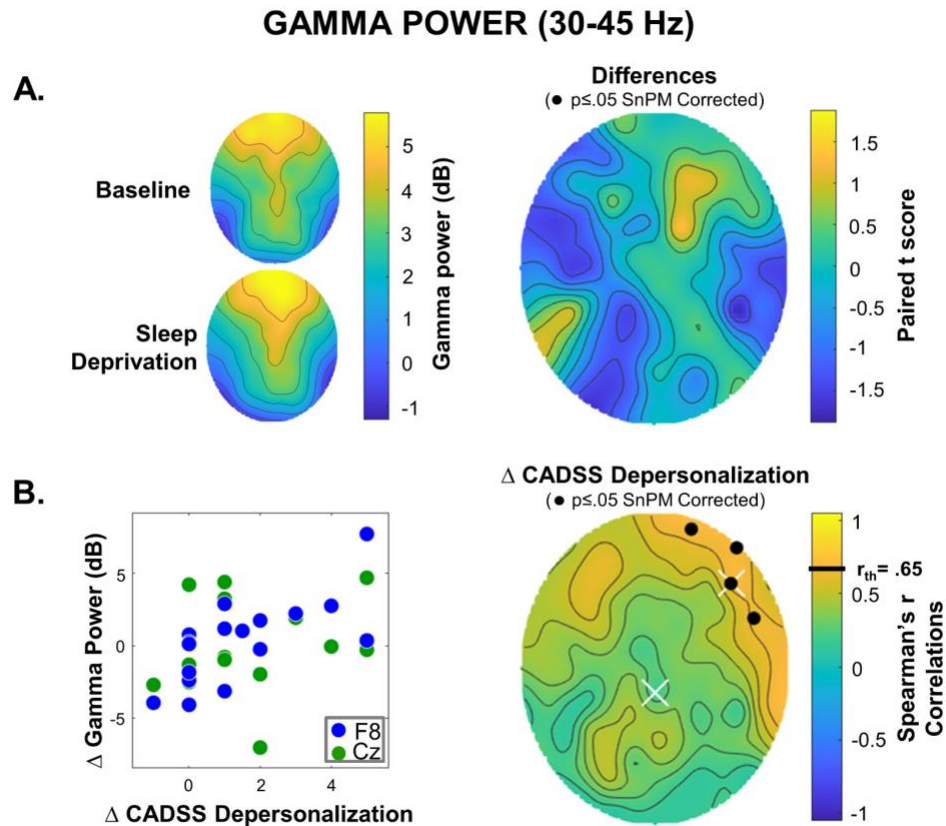 GAMMA POWER (30-45 Hz)
A.
Baseline
Sleep
Deprivation
5
4
3
2
1
0
-1
Gamma power (dB)
Differences
(● p≤.05 SnPM Corrected)
1.5
1
0.5
0
-0.5
-1
-1.5
Paired t score
B.
Δ Gamma Power (dB)
5
0
-5
0
2
4
F8
Cz
Δ CADSS Depersonalization
Δ CADSS Depersonalization
(● p≤.05 SnPM Corrected)
1
rth= .65
0.5
0
-0.5
-1
Spearman's r
Correlations